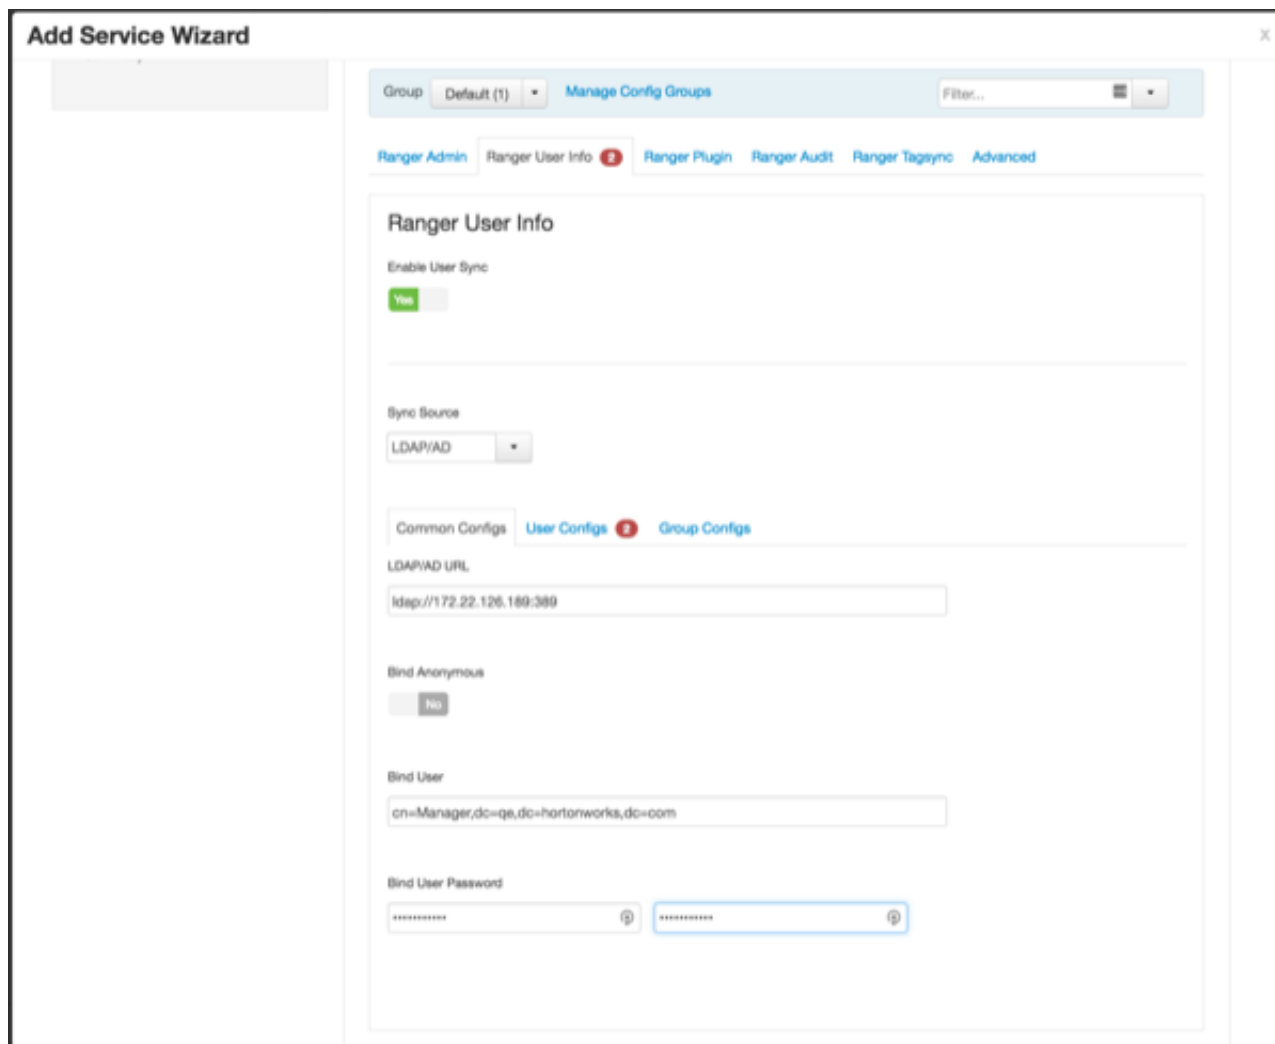 Add Service Wizard X
Group Default (1) Manage Config Groups Filter...
Ranger Admin Ranger User Info 2 Ranger Plugin Ranger Audit Ranger Tagsync Advanced
Ranger User Info
Enable User Sync
Yes
Sync Source
LDAP/AD
Common Configs User Configs 2 Group Configs
LDAP/AD URL
ldap://172.22.126.189:389
Bind Anonymous
No
Bind User
cn=Manager,dc=qe,dc=hortonworks,dc=com
Bind User Password
••••••••••• •••••••••••